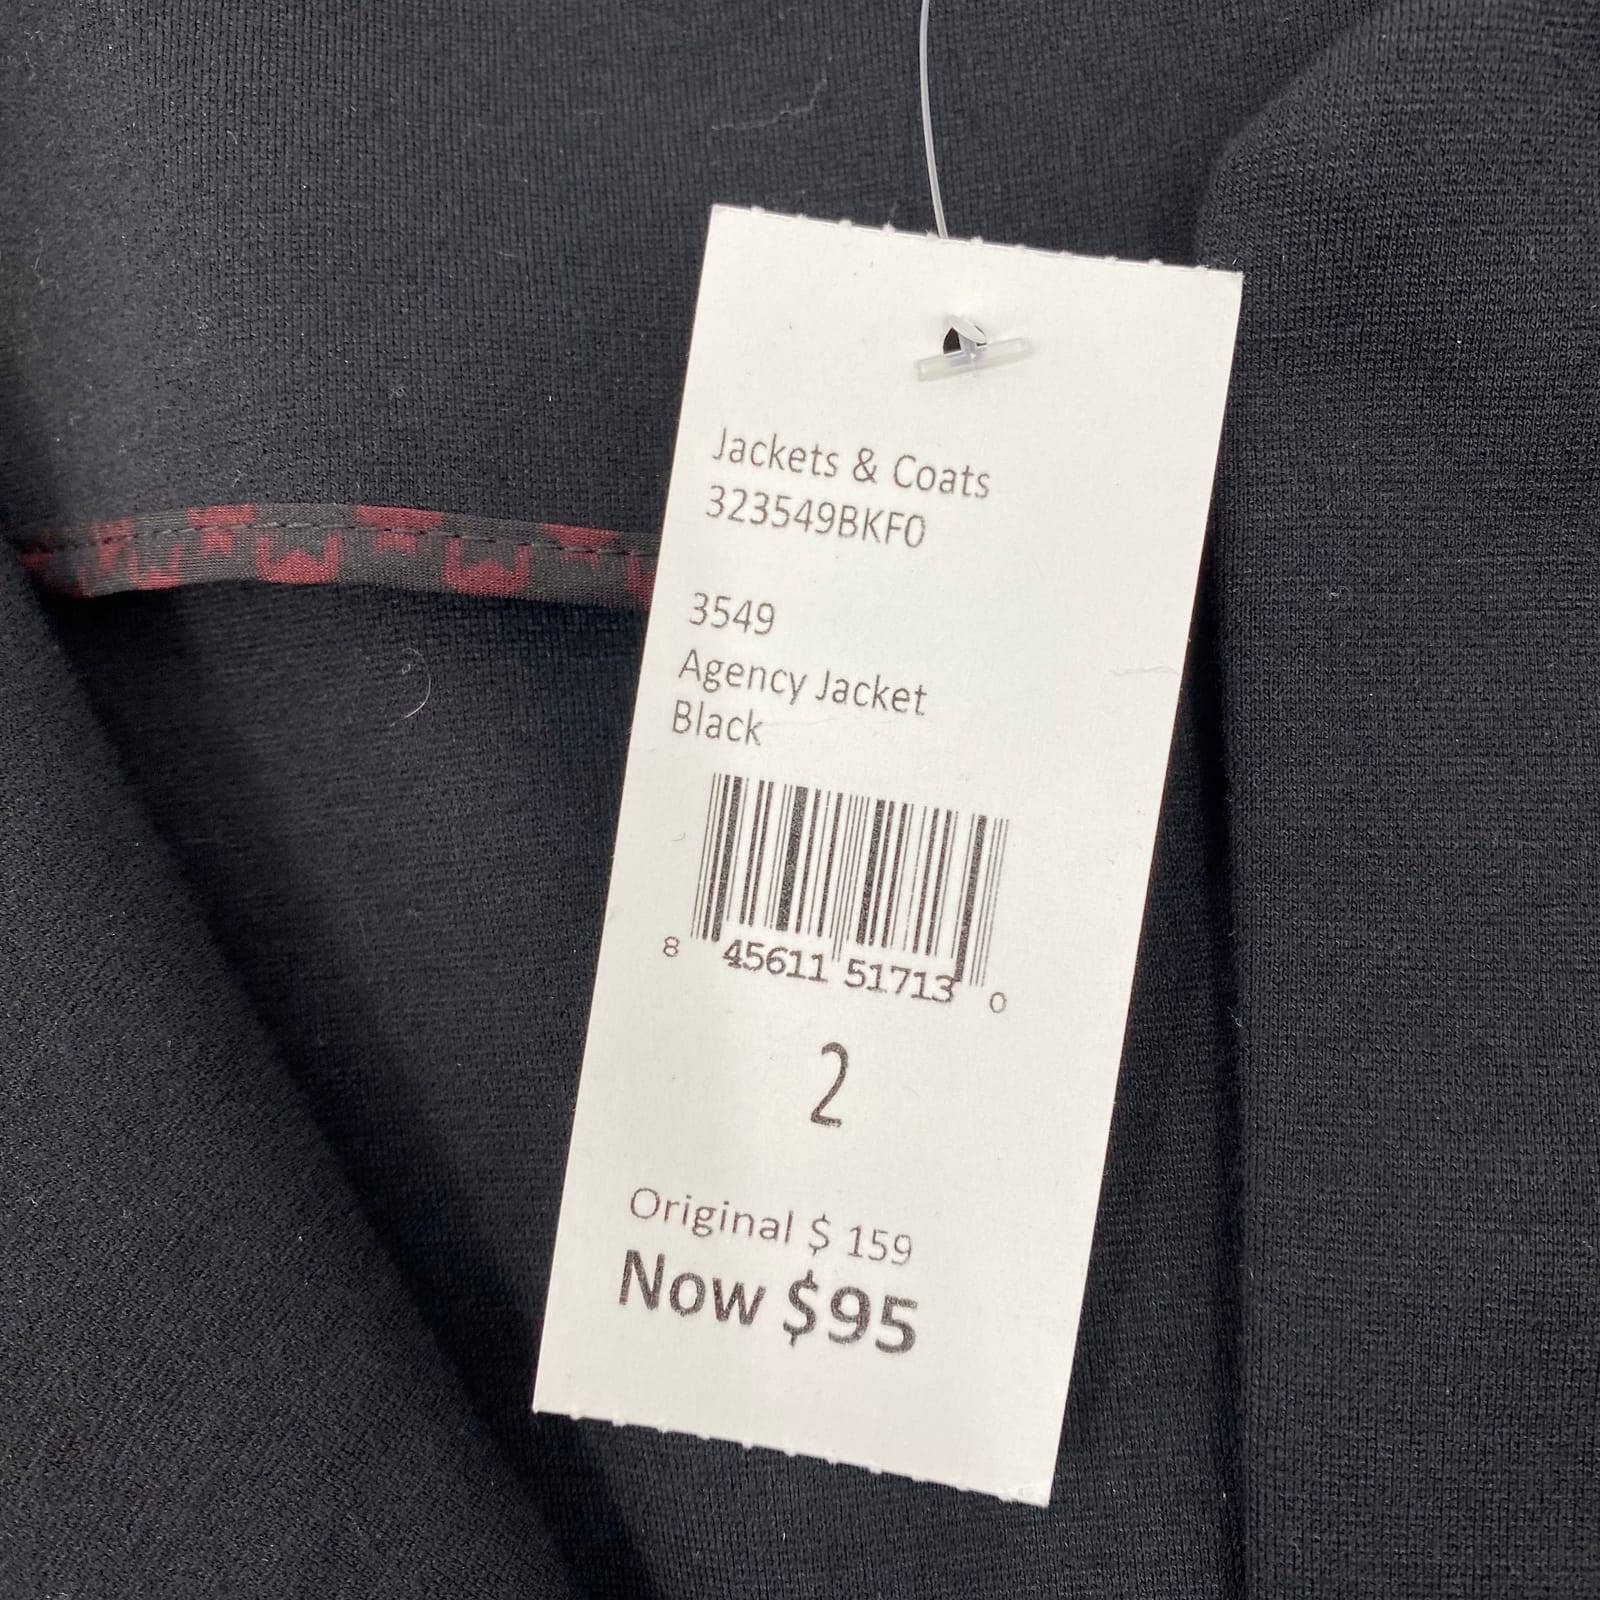 Jackets & Coats
323549BKF0
3549
Agency Jacket
Black
8 45611 51713 0
2
Original $ 159
Now $95